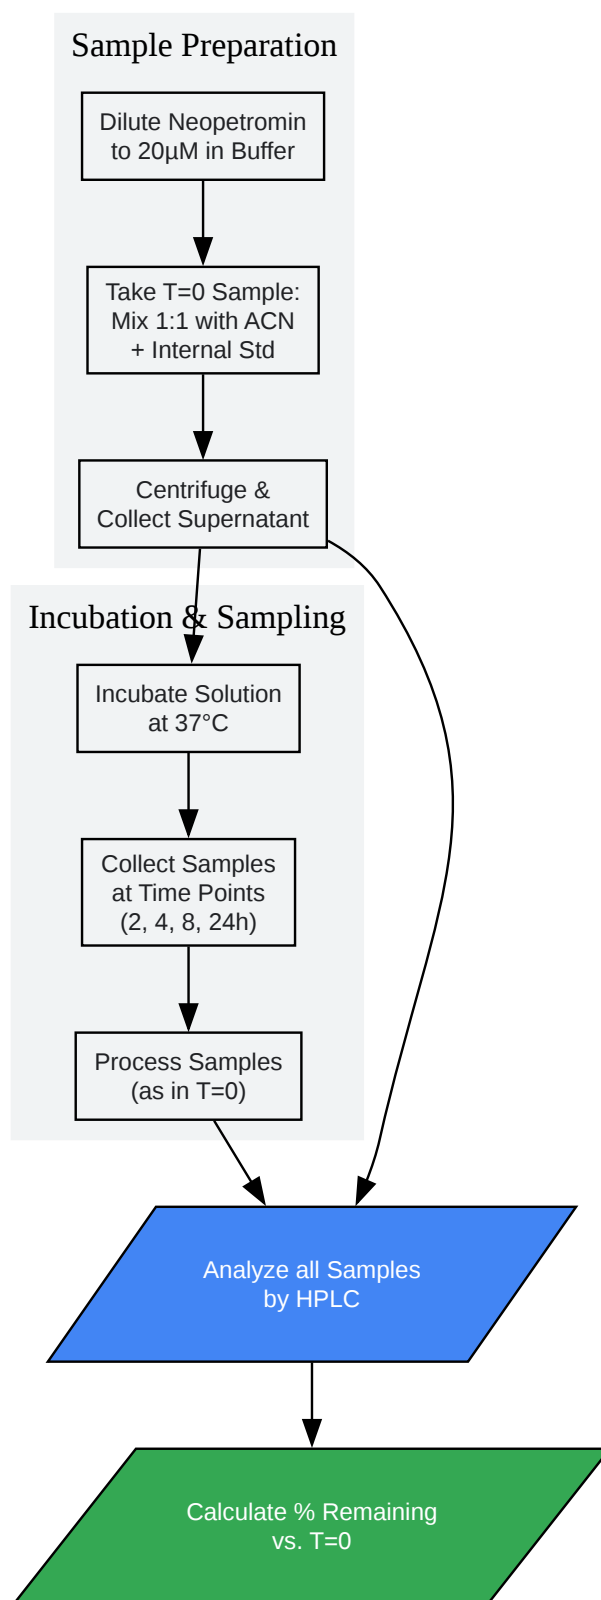 Sample Preparation
Dilute Neopetromin
to 20µM in Buffer
Take T=0 Sample:
Mix 1:1 with ACN
+ Internal Std
Centrifuge &
Collect Supernatant
Incubation & Sampling
Incubate Solution
at 37°C
Collect Samples
at Time Points
(2, 4, 8, 24h)
Process Samples
(as in T=0)
Analyze all Samples
by HPLC
Calculate % Remaining
vs. T=0